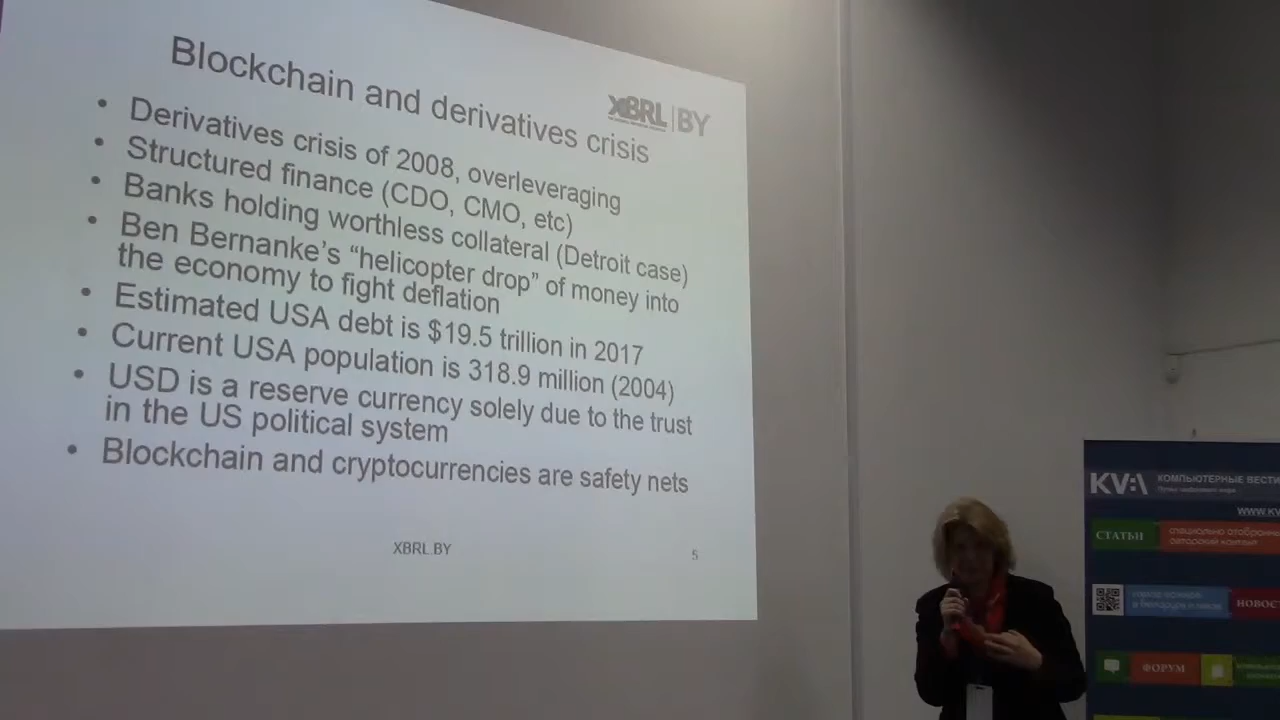 Blockchain and derivatives crisis
XBRL|BY
• Derivatives crisis of 2008, overleveraging
• Structured finance (CDO, CMO, etc)
• Banks holding worthless collateral (Detroit case)
• Ben Bernanke’s “helicopter drop” of money into
the economy to fight deflation
• Estimated USA debt is $19.5 trillion in 2017
• Current USA population is 318.9 million (2004)
• USD is a reserve currency solely due to the trust
in the US political system
• Blockchain and cryptocurrencies are safety nets
XBRL.BY
5
KV:\ КОМПЬЮТЕРНЫЕ ВЕСТИ
WWW.KV
СТАТЬИ
специально отобранн
авторский контент
НОВОС
ФОРУМ